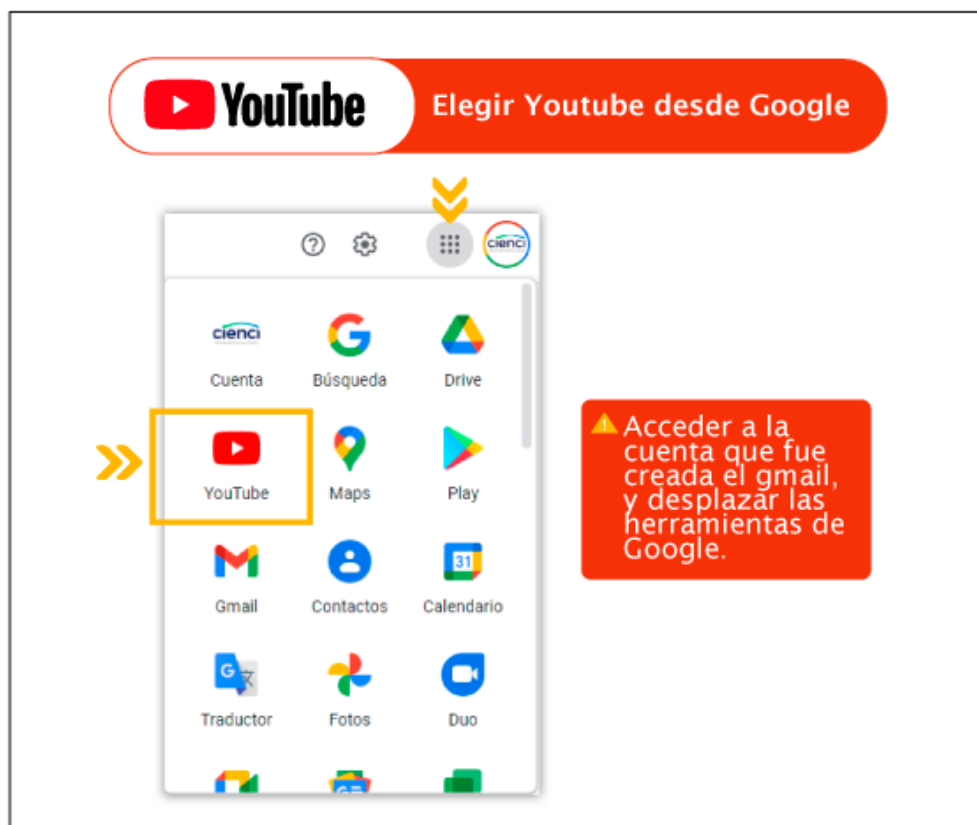 YouTube
Elegir Youtube desde Google
cienci
cienci
Cuenta
Búsqueda
Drive
YouTube
Maps
Play
Acceder a la
cuenta que fue
creada el gmail,
y desplazar las
herramientas de
Google.
31
Gmail
Contactos
Calendario
G
Traductor
Fotos
Duo